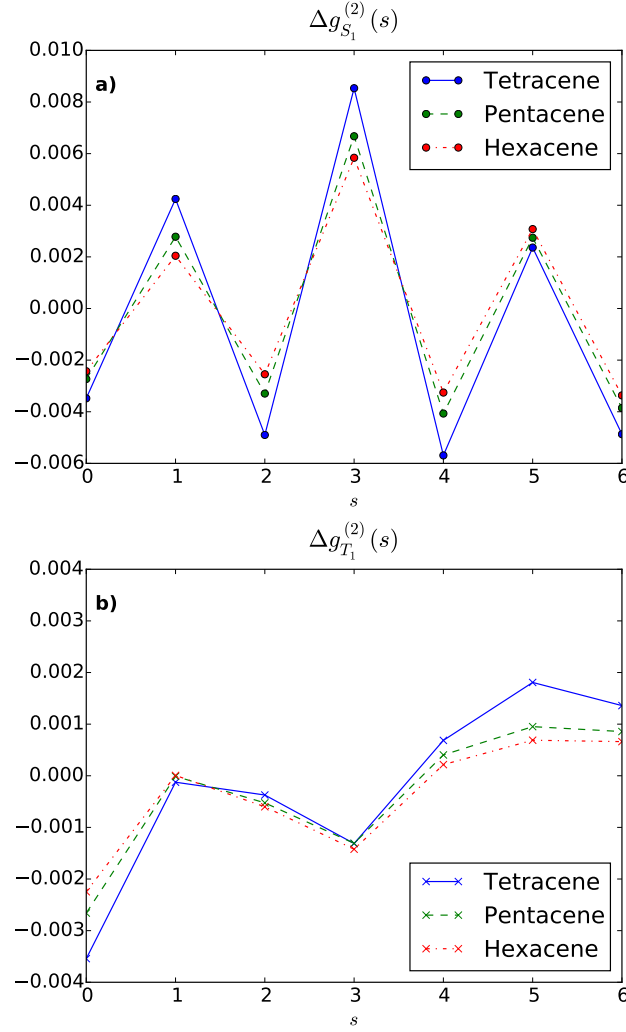 Δg_{S_1}^{(2)}(s)
0.010
a)
Tetracene
0.008
Pentacene
Hexacene
0.006
0.004
0.002
0.000
−0.002
−0.004
−0.006
0 1 2 3 4 5 6
s
Δg_{T_1}^{(2)}(s)
0.004
b)
0.003
0.002
0.001
0.000
−0.001
−0.002
Tetracene
Pentacene
−0.003
Hexacene
−0.004
0 1 2 3 4 5 6
s